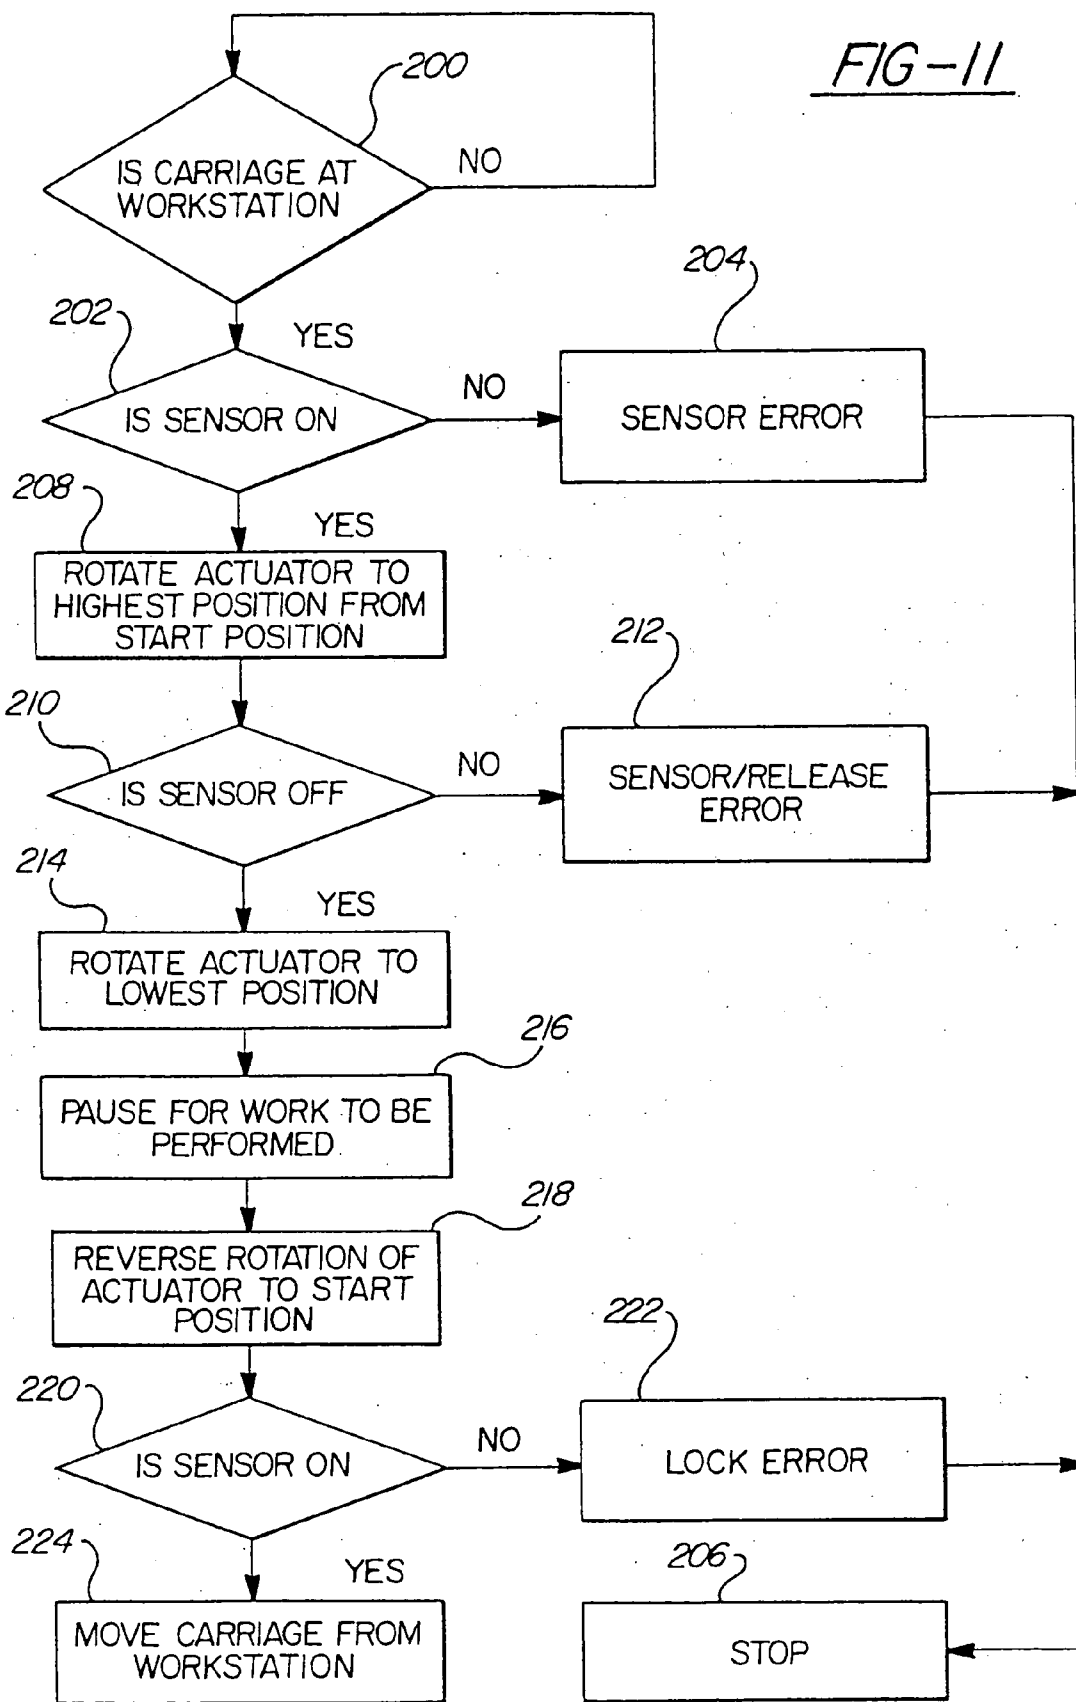 FIG-11
200
IS CARRIAGE AT
WORKSTATION
NO
YES
202
IS SENSOR ON
NO
204
SENSOR ERROR
YES
208
ROTATE ACTUATOR TO
HIGHEST POSITION FROM
START POSITION
210
IS SENSOR OFF
NO
212
SENSOR/RELEASE
ERROR
YES
214
ROTATE ACTUATOR TO
LOWEST POSITION
216
PAUSE FOR WORK TO BE
PERFORMED
218
REVERSE ROTATION OF
ACTUATOR TO START
POSITION
220
IS SENSOR ON
NO
222
LOCK ERROR
YES
224
MOVE CARRIAGE FROM
WORKSTATION
206
STOP